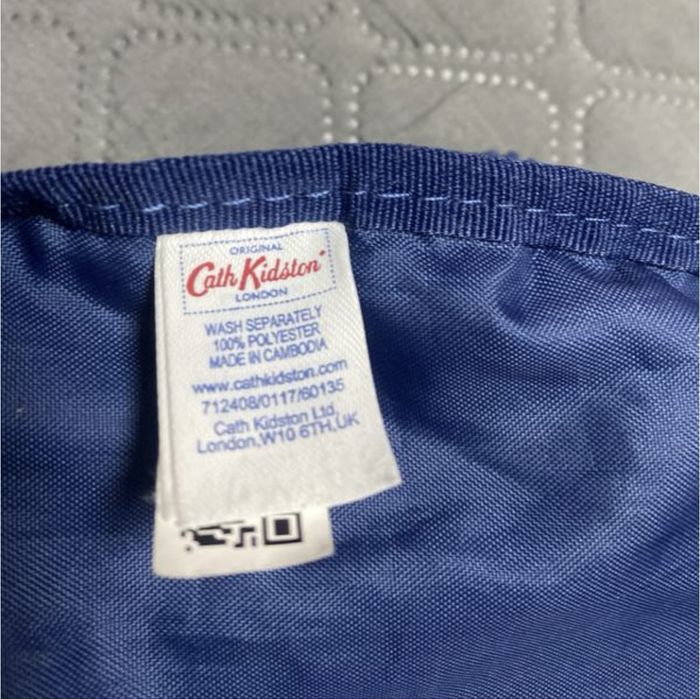 ORIGINAL
Cath Kidston
LONDON
WASH SEPARATELY
100% POLYESTER
MADE IN CAMBODIA
www.cathkidston.com
712408/0117/60135
Cath Kidston Ltd.
London,W10 6TH,UK